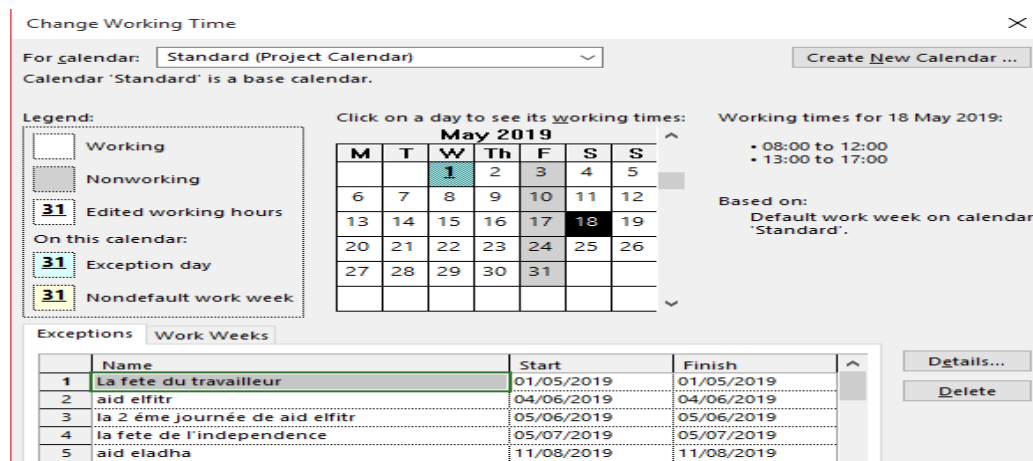 Change Working Time
For calendar: Standard (Project Calendar) Create New Calendar ...
Calendar 'Standard' is a base calendar.
Legend: Click on a day to see its working times: Working times for 18 May 2019:
Working
Nonworking
31 Edited working hours
On this calendar:
31 Exception day
31 Nondefault work week
May 2019
M T W Th F S S
1 2 3 4 5
6 7 8 9 10 11 12
13 14 15 16 17 18 19
20 21 22 23 24 25 26
27 28 29 30 31
• 08:00 to 12:00
• 13:00 to 17:00
Based on:
Default work week on calendar
'Standard'.
Exceptions Work Weeks
Name Start Finish Details...
1 La fete du travailleur 01/05/2019 01/05/2019
2 aid elfitr 04/06/2019 04/06/2019 Delete
3 la 2 éme journée de aid elfitr 05/06/2019 05/06/2019
4 la fete de l'independence 05/07/2019 05/07/2019
5 aid eladha 11/08/2019 11/08/2019